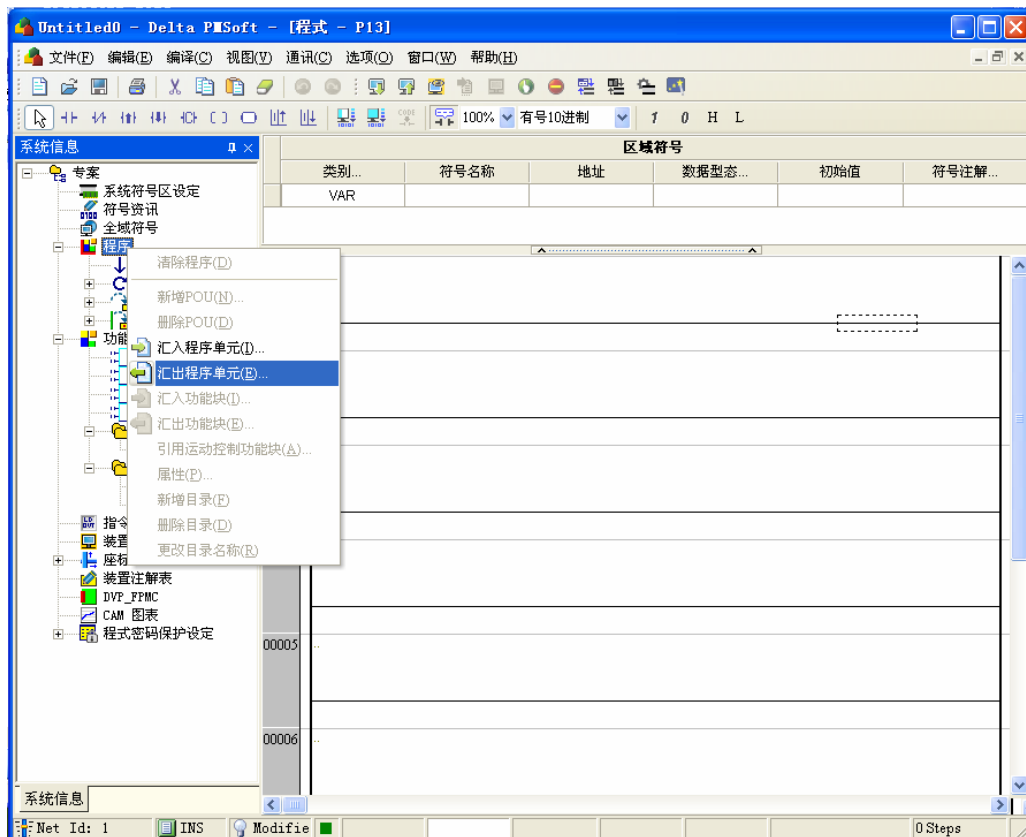 Untitled0 - Delta PMSoft - [程式 - P13]
文件(F) 编辑(E) 编译(C) 视图(V) 通讯(C) 选项(O) 窗口(W) 帮助(H)
CODE 100% 有号10进制 1 0 H L
系统信息
区域符号
类别... 符号名称 地址 数据型态... 初始值 符号注解...
VAR
专案
系统符号区设定
符号资讯
全域符号
程序
功能
指令
装置
座标
装置注解表
DVP_FPMC
CAM 图表
程式密码保护设定
清除程序(D)
新增POU(N)...
删除POU(D)
汇入程序单元(I)...
汇出程序单元(E)...
汇入功能块(I)...
汇出功能块(E)...
引用运动控制功能块(A)...
属性(P)...
新增目录(F)
删除目录(D)
更改目录名称(R)
00005
00006
系统信息
Net Id: 1 INS Modifie 0 Steps